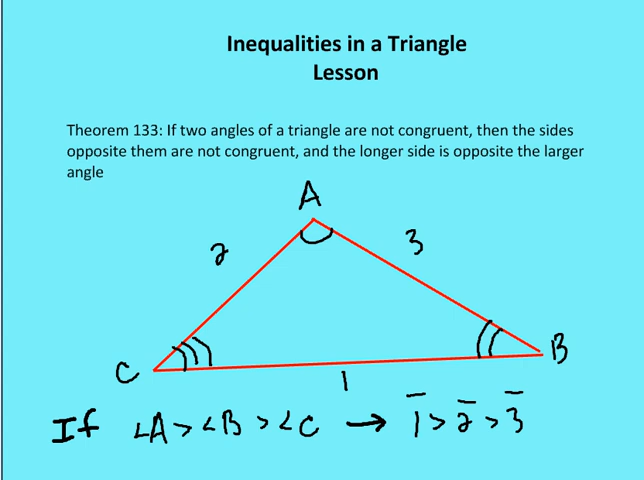 Inequalities in a Triangle
Lesson
Theorem 133: If two angles of a triangle are not congruent, then the sides
opposite them are not congruent, and the longer side is opposite the larger
angle
A
2
3
C
B
1
If ∠A > ∠B > ∠C → 1̅ > 2̅ > 3̅